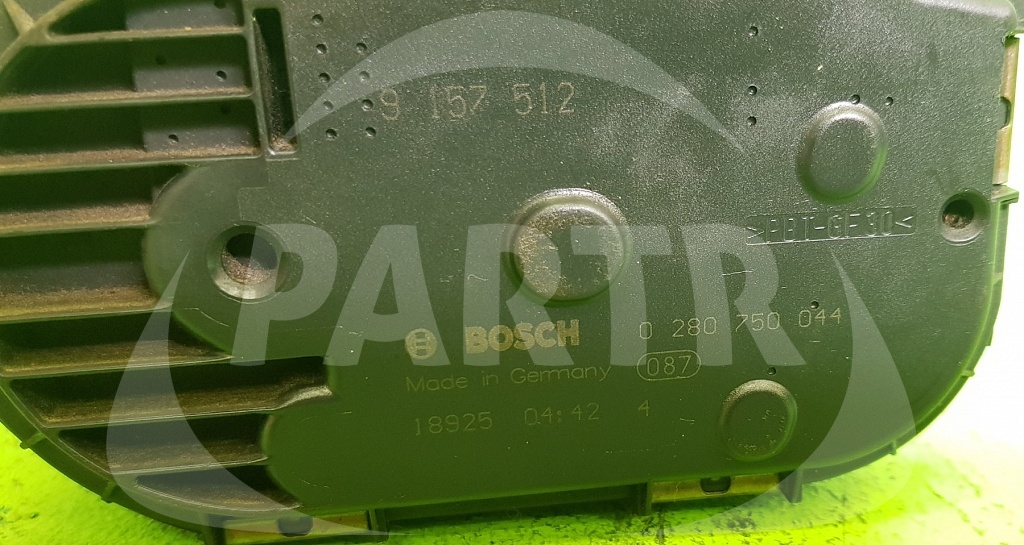 9 157 512
>PBT-GF30<
PARTR
BOSCH 0 280 750 044
Made in Germany 087
18925 04:42 4